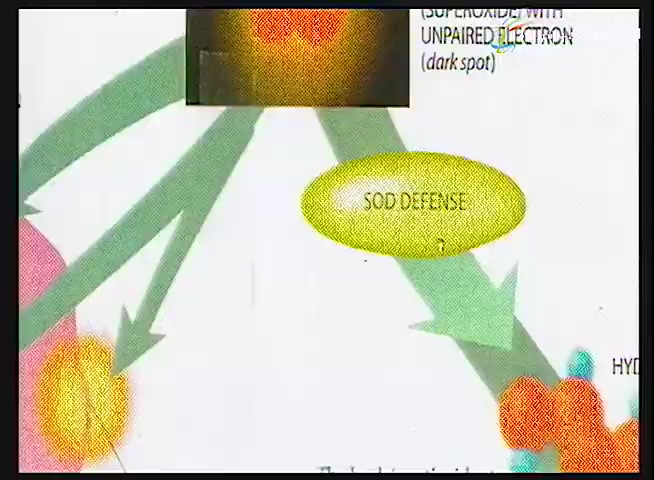 (SUPEROXIDE) WITH
UNPAIRED ELECTRON
(dark spot)
SOD DEFENSE
HYD